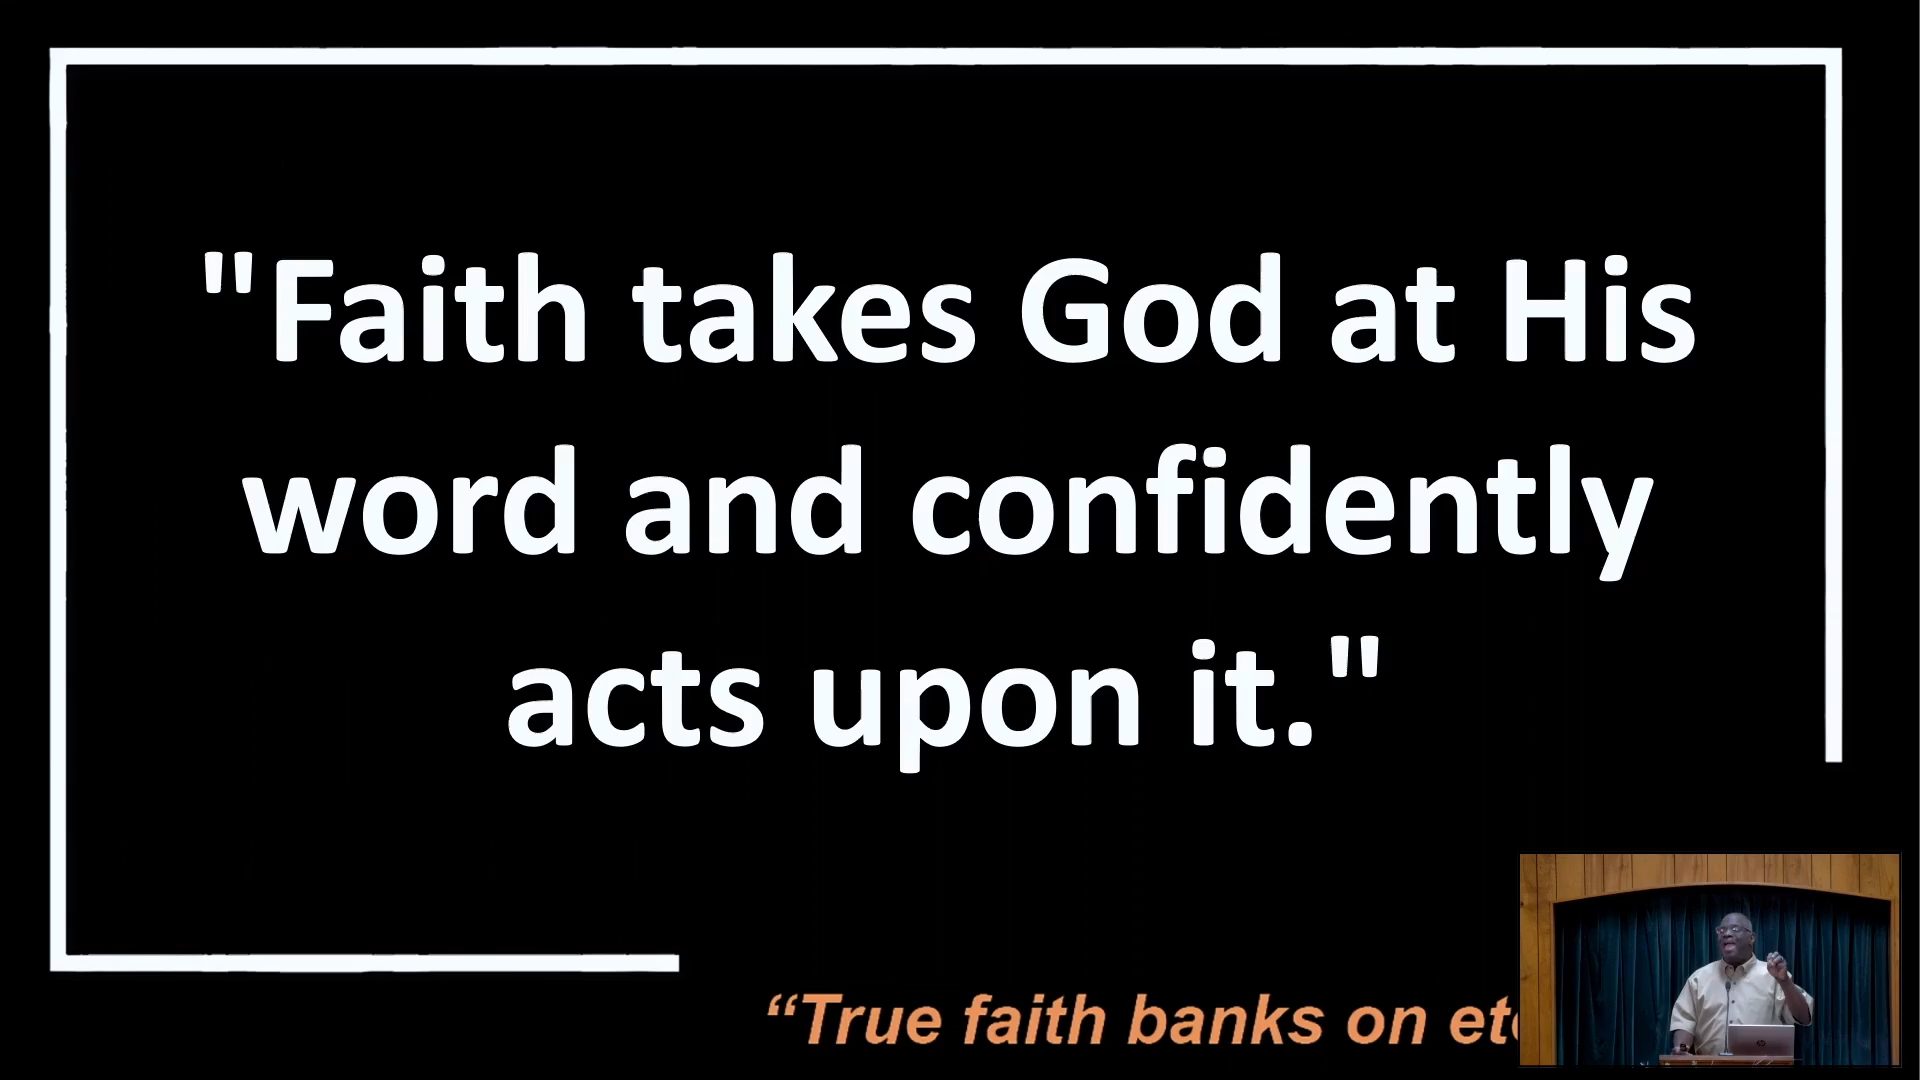 "Faith takes God at His
word and confidently
acts upon it."
“True faith banks on